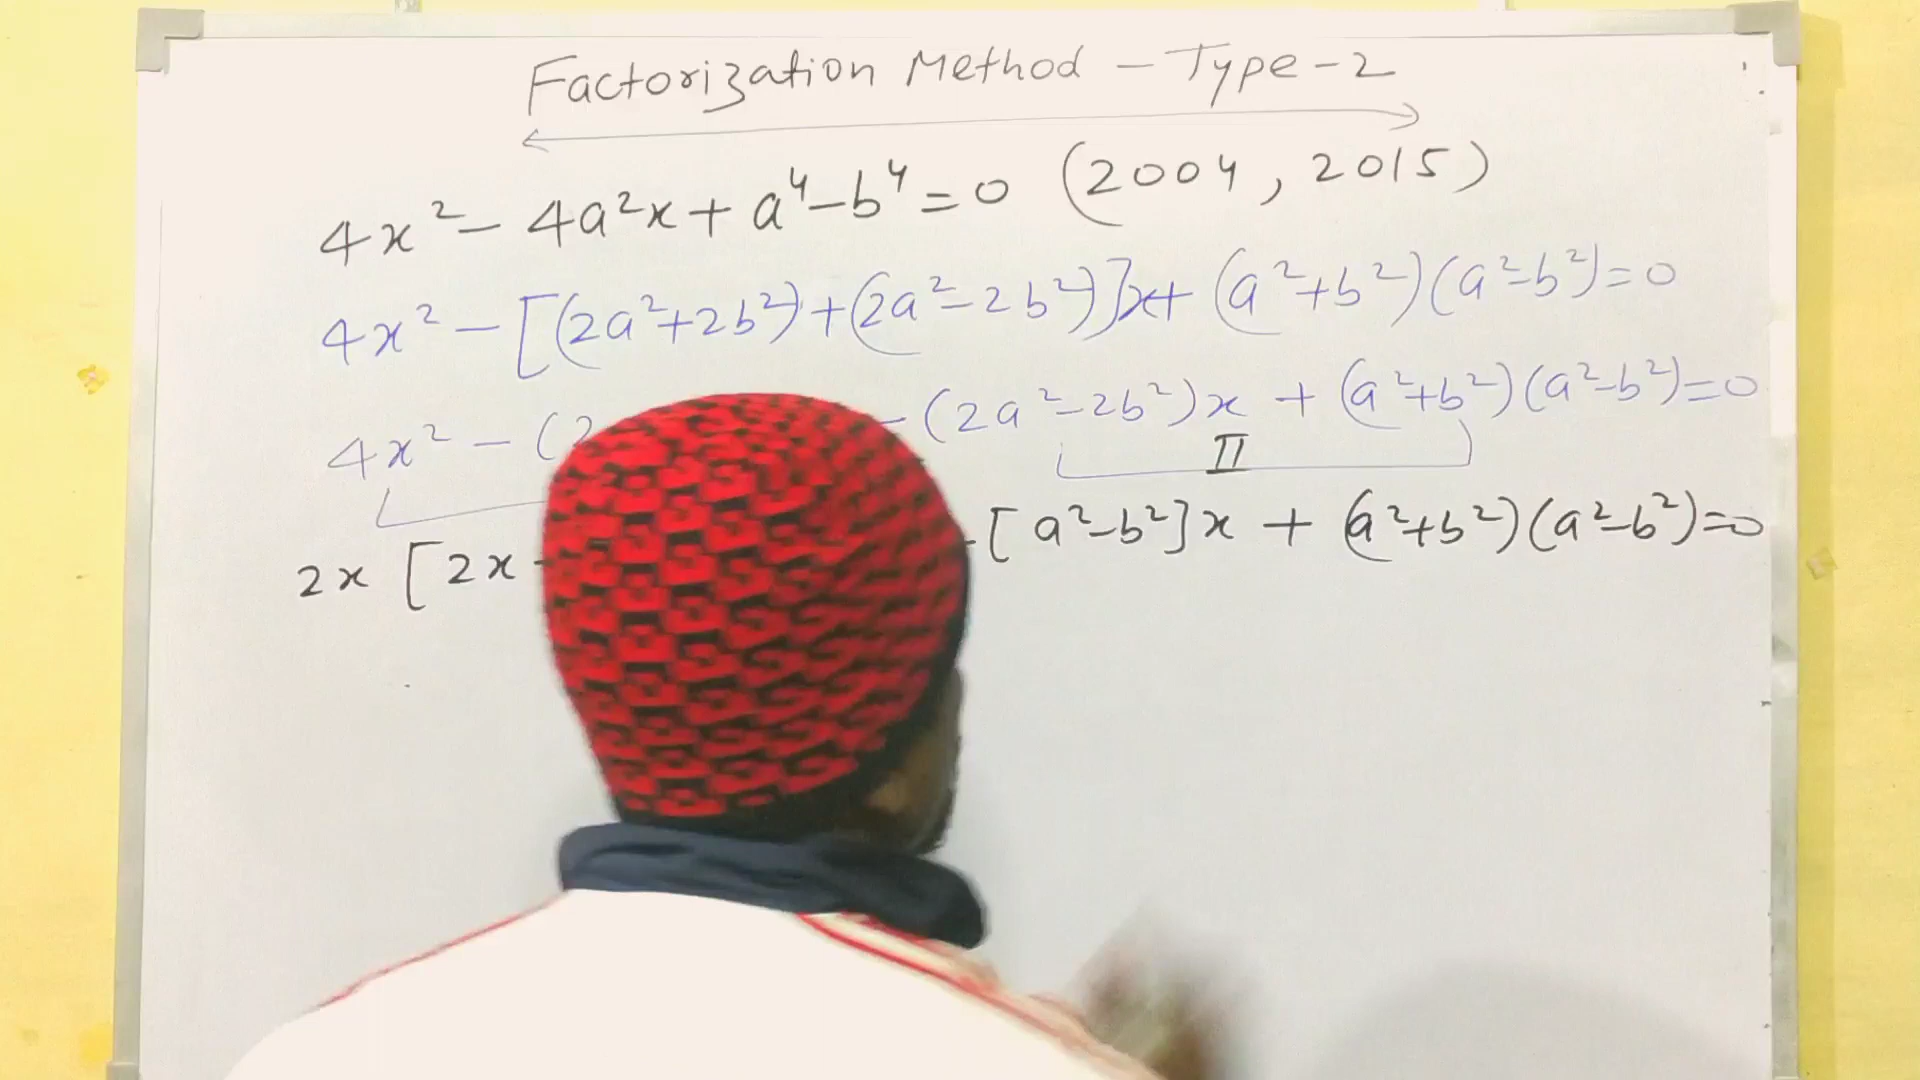 Factorization Method - Type - 2
4x² - 4a²x + a⁴ - b⁴ = 0 (2004, 2015)
4x² - [(2a²+2b²)+(2a²-2b²)]x + (a²+b²)(a²-b²)=0
4x² - (2 - (2a²-2b²)x + (a²+b²)(a²-b²)=0
II
2x [2x - [a²-b²]x + (a²+b²)(a²-b²)=0